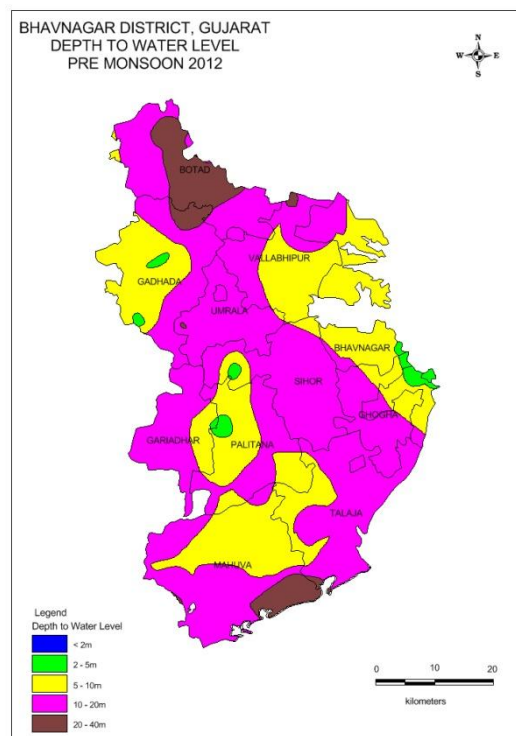 BHAVNAGAR DISTRICT, GUJARAT
DEPTH TO WATER LEVEL
PRE MONSOON 2012
N
W E
S
BOTAD
VALLABHIPUR
GADHADA
UMRALA
BHAVNAGAR
SIHOR
GHOGHA
GARIADHAR
PALITANA
TALAJA
MAHUVA
Legend
Depth to Water Level
< 2m
2 - 5m
5 - 10m
10 - 20m
20 - 40m
0 10 20
kilometers